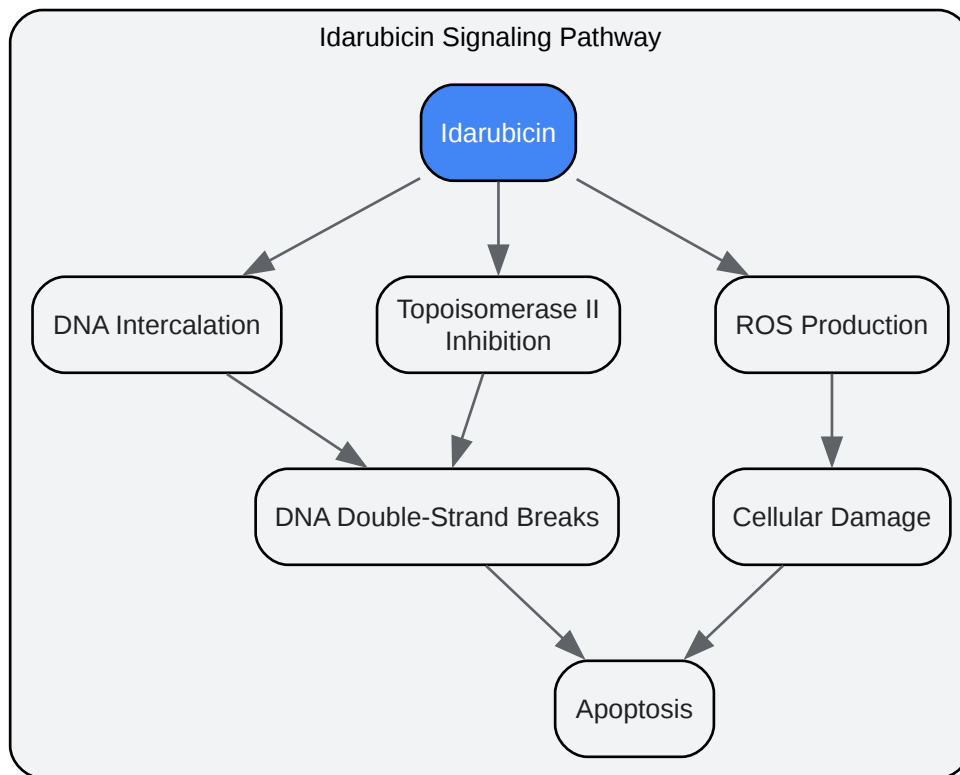 Idarubicin Signaling Pathway
Idarubicin
DNA Intercalation
Topoisomerase II
Inhibition
ROS Production
DNA Double-Strand Breaks
Cellular Damage
Apoptosis